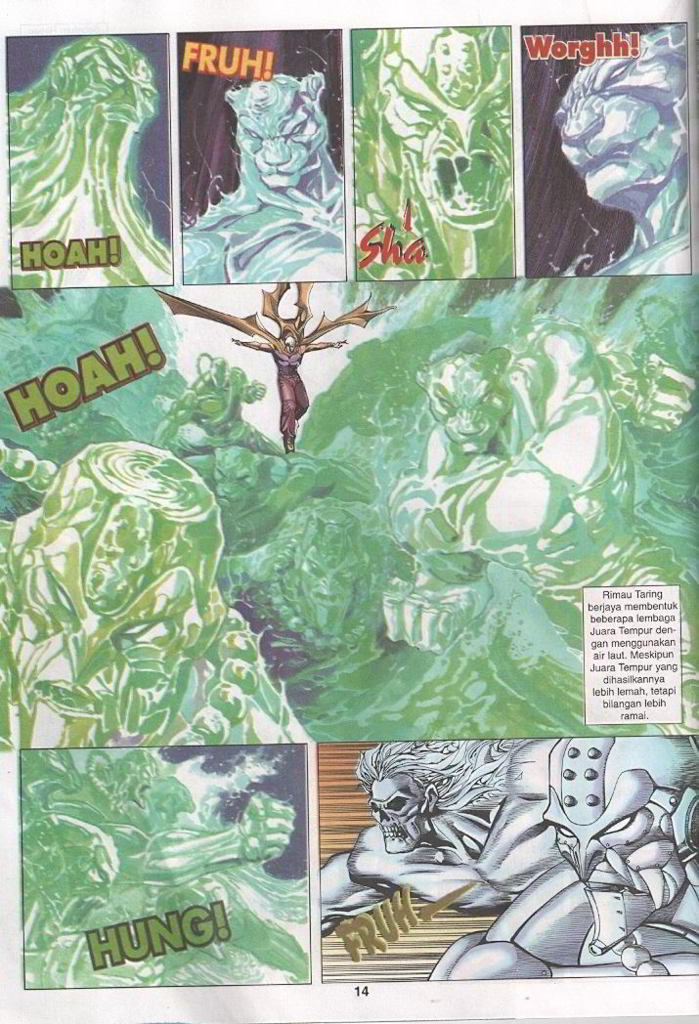 HOAH!
FRUH!
Sha
Worghh!
HOAH!
Rimau Taring
berjaya membentuk
beberapa lembaga
Juara Tempur den-
gan menggunakan
air laut. Meskipun
Juara Tempur yang
dihasilkannya
lebih lemah, tetapi
bilangan lebih
ramai.
HUNG!
FRUH
14